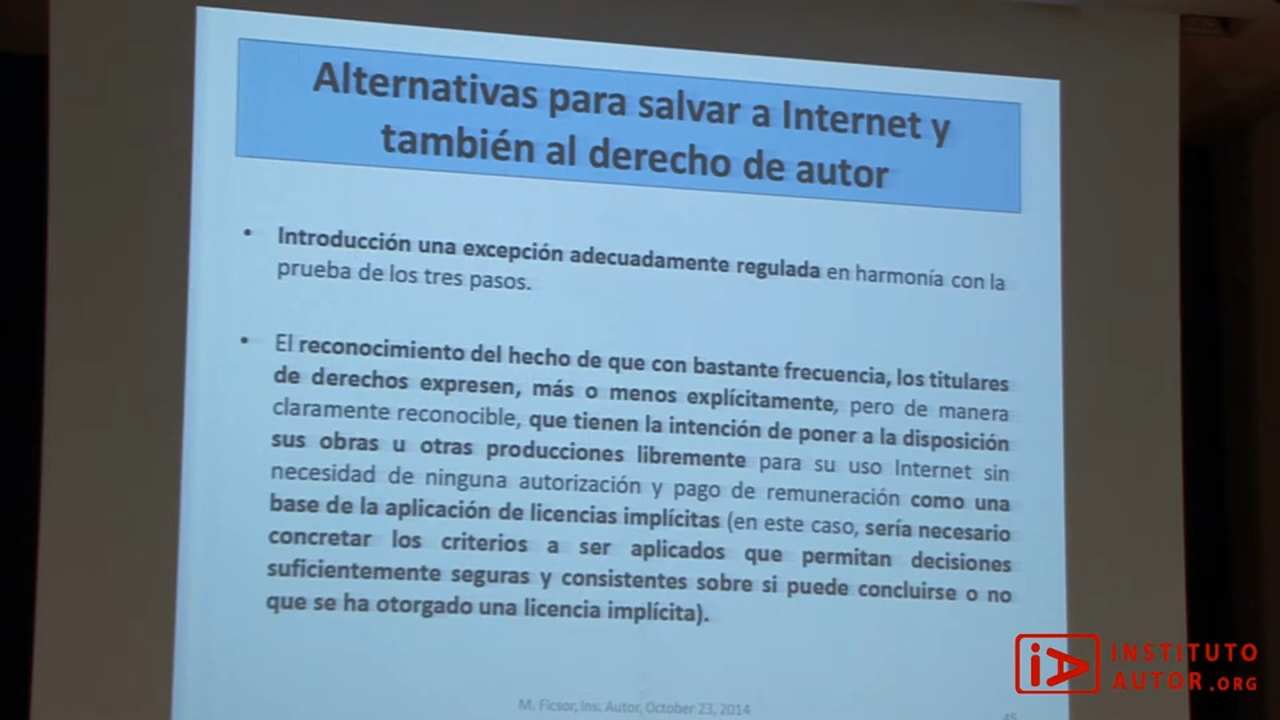 Alternativas para salvar a Internet y
también al derecho de autor
• Introducción una excepción adecuadamente regulada en harmonía con la
prueba de los tres pasos.
• El reconocimiento del hecho de que con bastante frecuencia, los titulares
de derechos expresen, más o menos explícitamente, pero de manera
claramente reconocible, que tienen la intención de poner a la disposición
sus obras u otras producciones libremente para su uso Internet sin
necesidad de ninguna autorización y pago de remuneración como una
base de la aplicación de licencias implícitas (en este caso, sería necesario
concretar los criterios a ser aplicados que permitan decisiones
suficientemente seguras y consistentes sobre si puede concluirse o no
que se ha otorgado una licencia implícita).
M. Ficsor, Ins. Autor, October 23, 2014
45
iA INSTITUTO
AUTOR.ORG